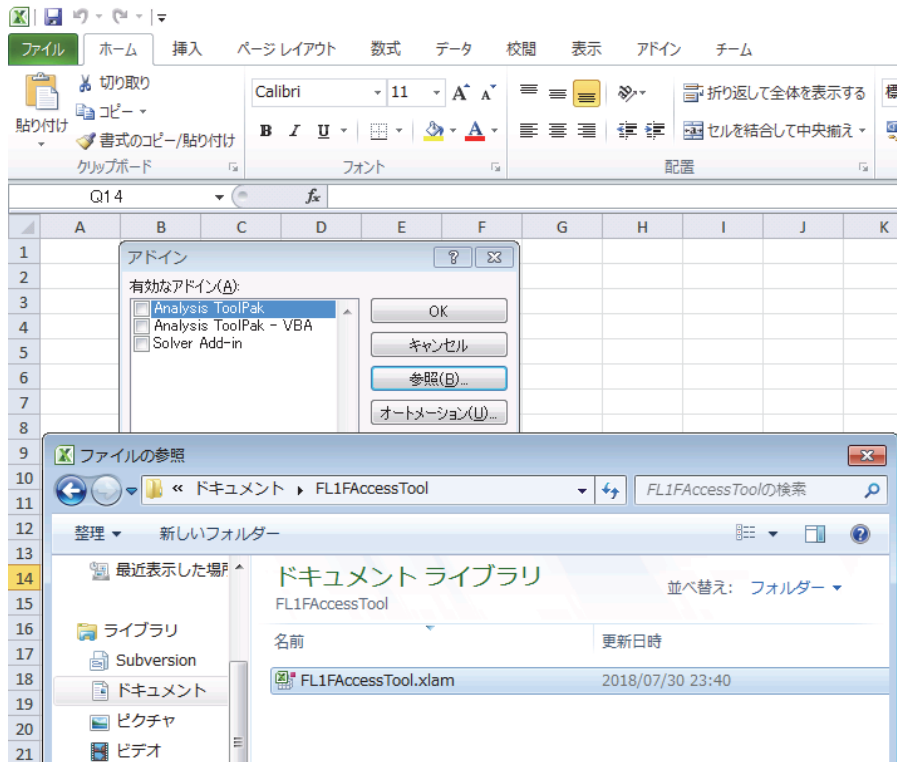 ファイル ホーム 挿入 ページ レイアウト 数式 データ 校閲 表示 アドイン チーム
切り取り
コピー
書式のコピー/貼り付け
貼り付け
クリップボード
Calibri 11 A A
B I U A
フォント
折り返して全体を表示する
セルを結合して中央揃え
配置
Q14 fx
A B C D E F G H I J K
1
2
3
4
5
6
7
8
9
10
11
12
13
14
15
16
17
18
19
20
21
アドイン
有効なアドイン(A):
Analysis ToolPak
Analysis ToolPak - VBA
Solver Add-in
OK
キャンセル
参照(B)...
オートメーション(U)...
ファイルの参照
« ドキュメント FL1FAccessTool
FL1FAccessToolの検索
整理 新しいフォルダー
最近表示した場所
ライブラリ
Subversion
ドキュメント
ピクチャ
ビデオ
ドキュメント ライブラリ
FL1FAccessTool
並べ替え: フォルダー
名前 更新日時
FL1FAccessTool.xlam 2018/07/30 23:40